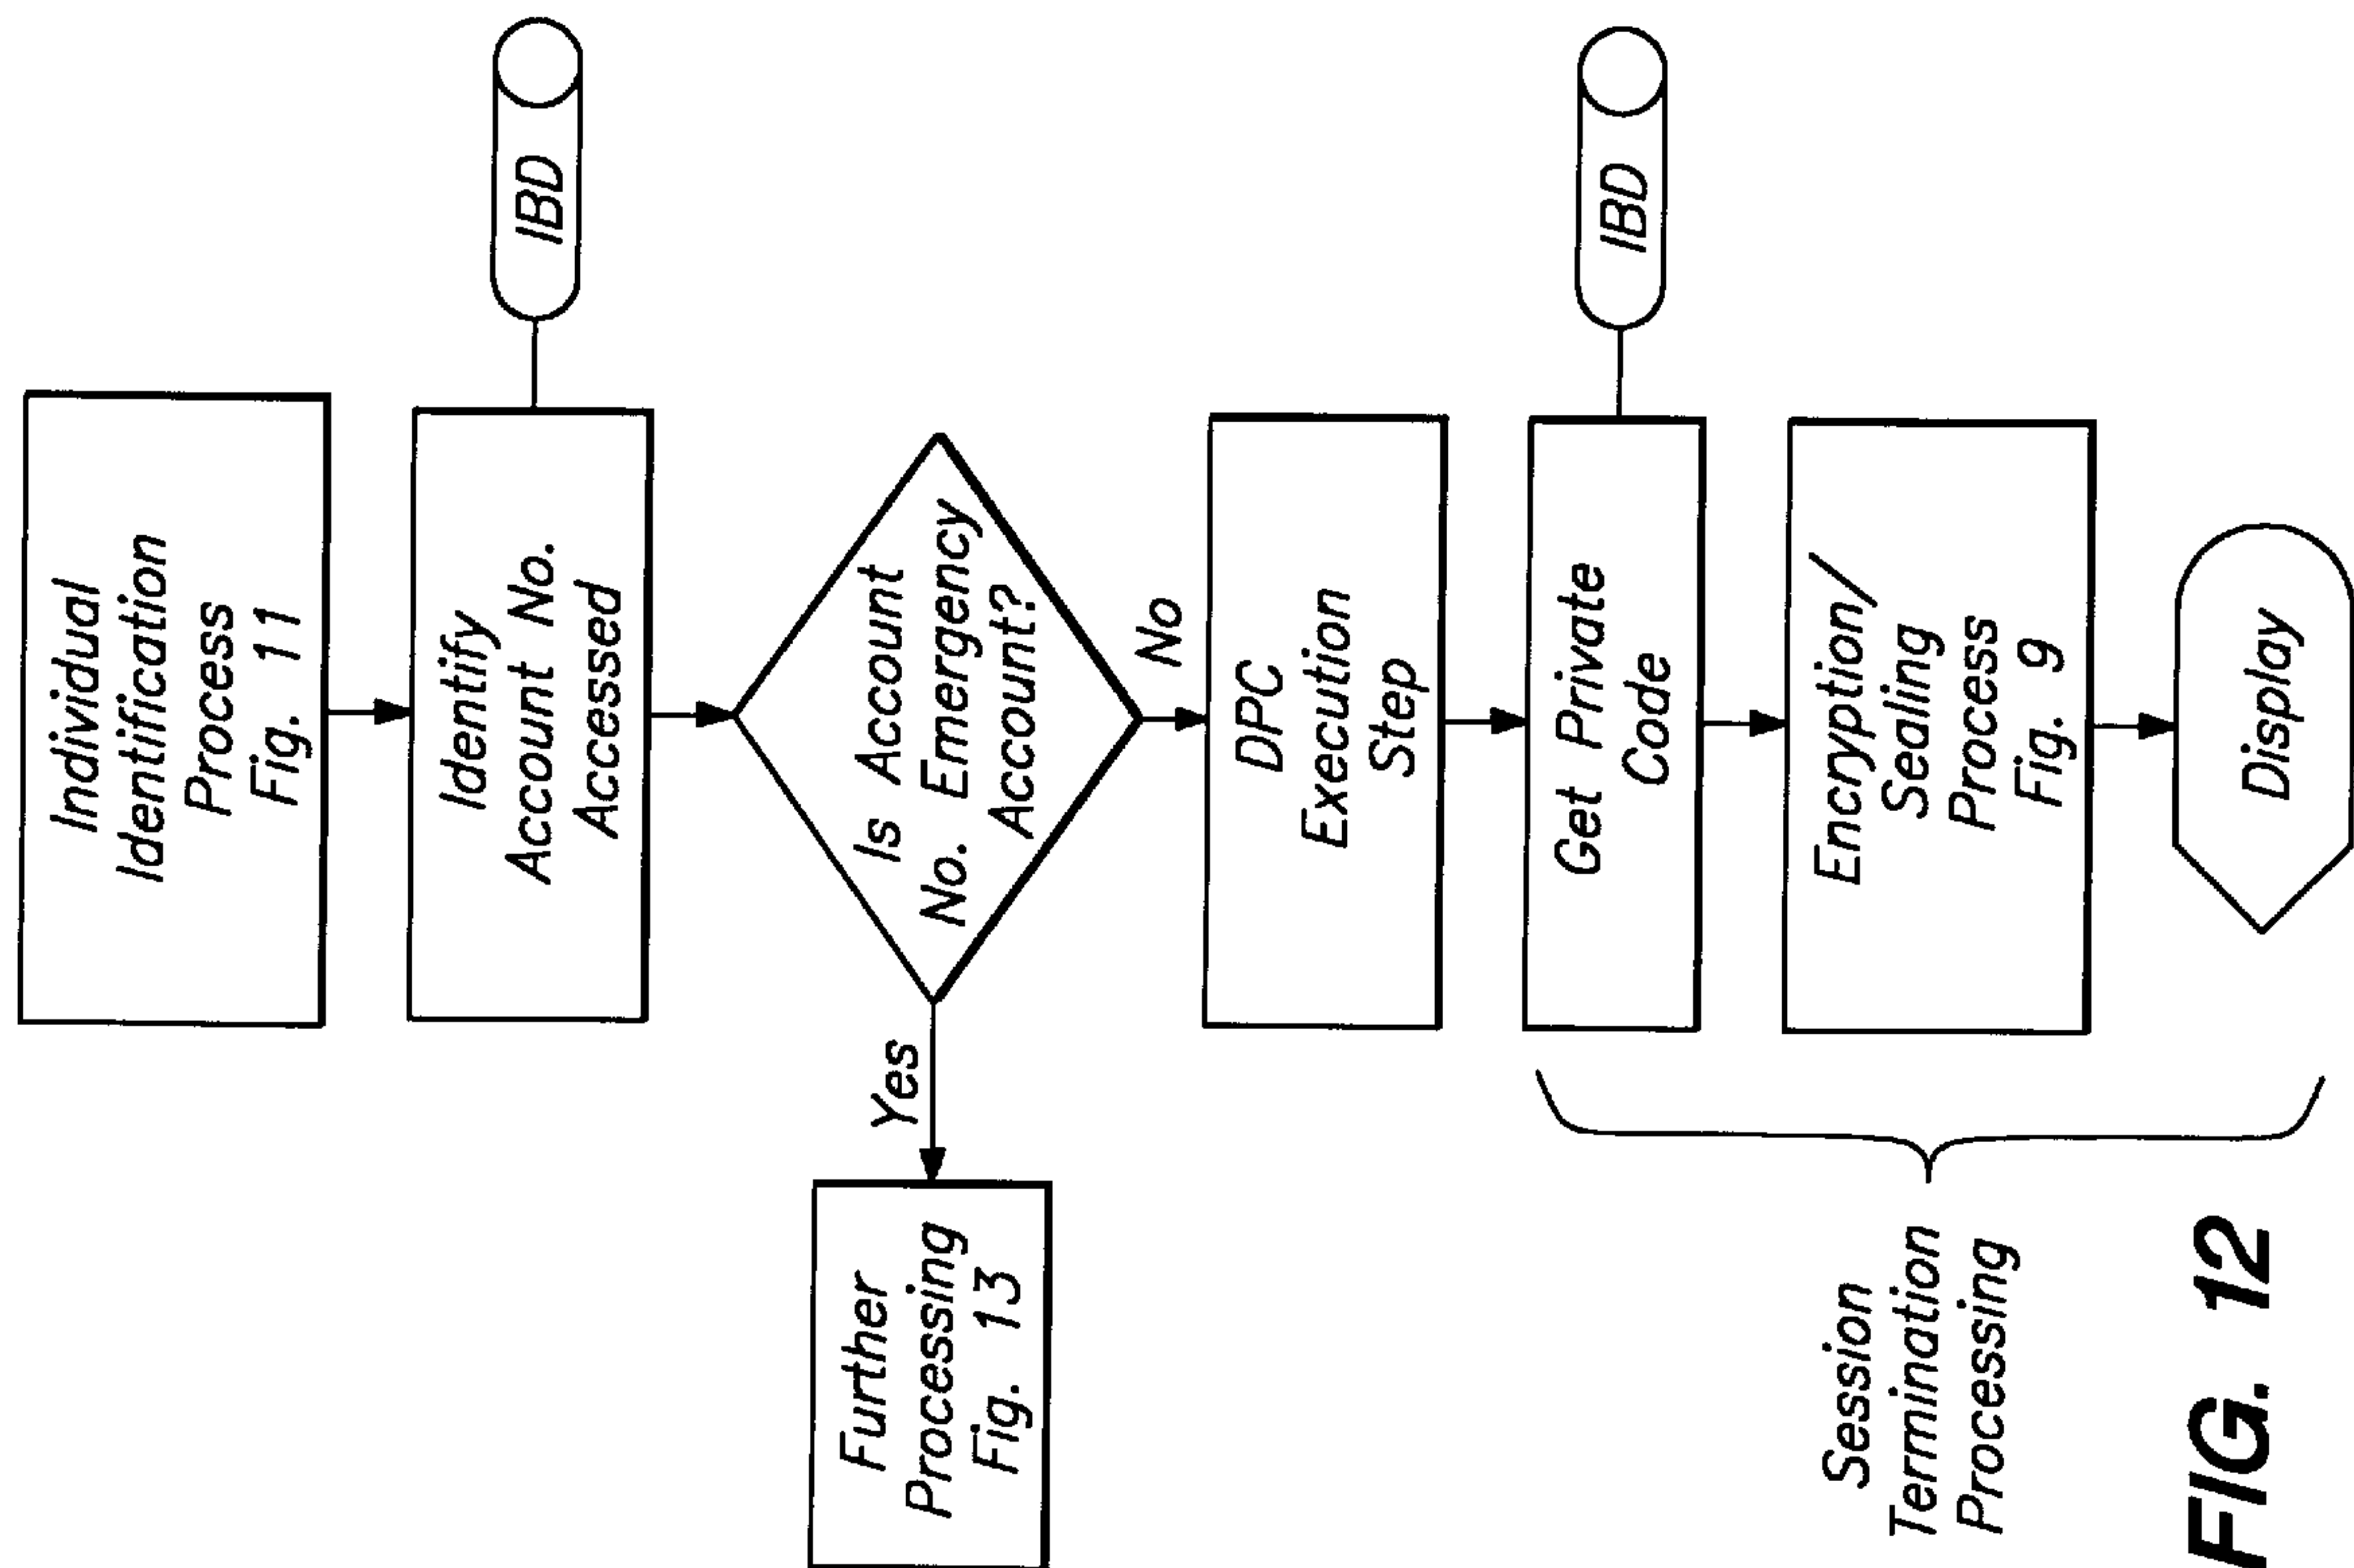 Individual
Identification
Process
Fig. 11
Identify
Account No.
Accessed
IBD
Is Account
No. Emergency
Account?
Yes
Further
Processing
Fig. 13
No
DPC
Execution
Step
Get Private
Code
IBD
Encryption/
Sealing
Process
Fig. 9
Display
Session
Termination
Processing
FIG. 12